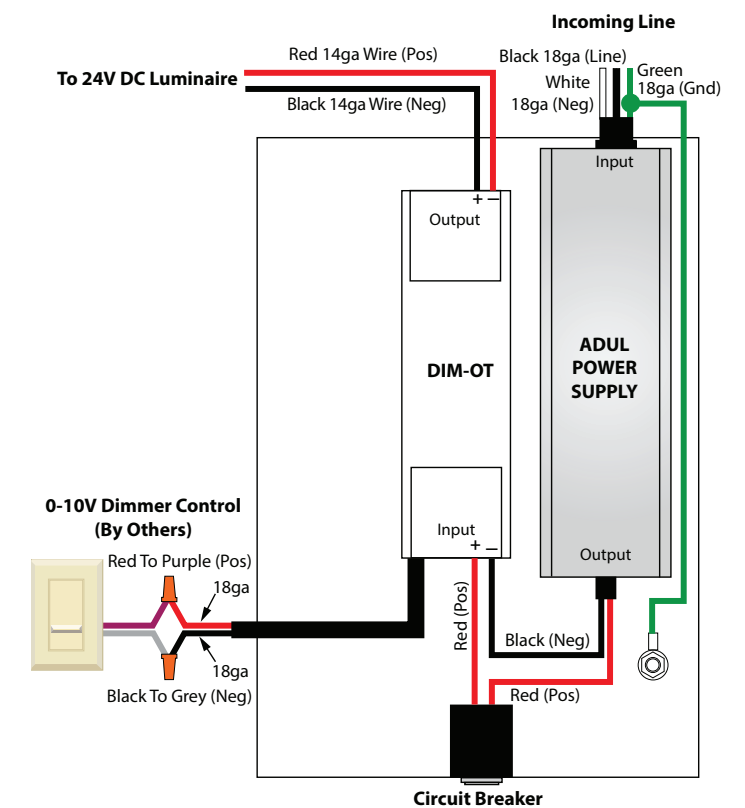 Incoming Line
Red 14ga Wire (Pos)
Black 18ga (Line)
To 24V DC Luminaire
White
18ga (Neg)
Green
18ga (Gnd)
Black 14ga Wire (Neg)
Input
+ –
Output
DIM-OT
ADUL
POWER
SUPPLY
0-10V Dimmer Control
(By Others)
Input
+ –
Output
Red To Purple (Pos)
18ga
Red (Pos)
Black (Neg)
18ga
Black To Grey (Neg)
Red (Pos)
Circuit Breaker